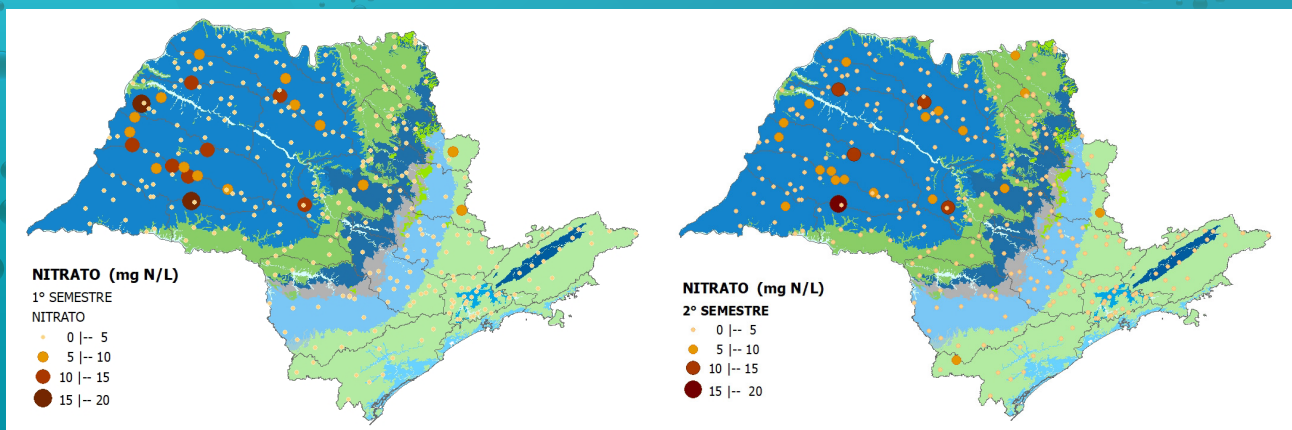 NITRATO (mg N/L)
1° SEMESTRE
NITRATO
0 |-- 5
5 |-- 10
10 |-- 15
15 |-- 20
NITRATO (mg N/L)
2° SEMESTRE
0 |-- 5
5 |-- 10
10 |-- 15
15 |-- 20